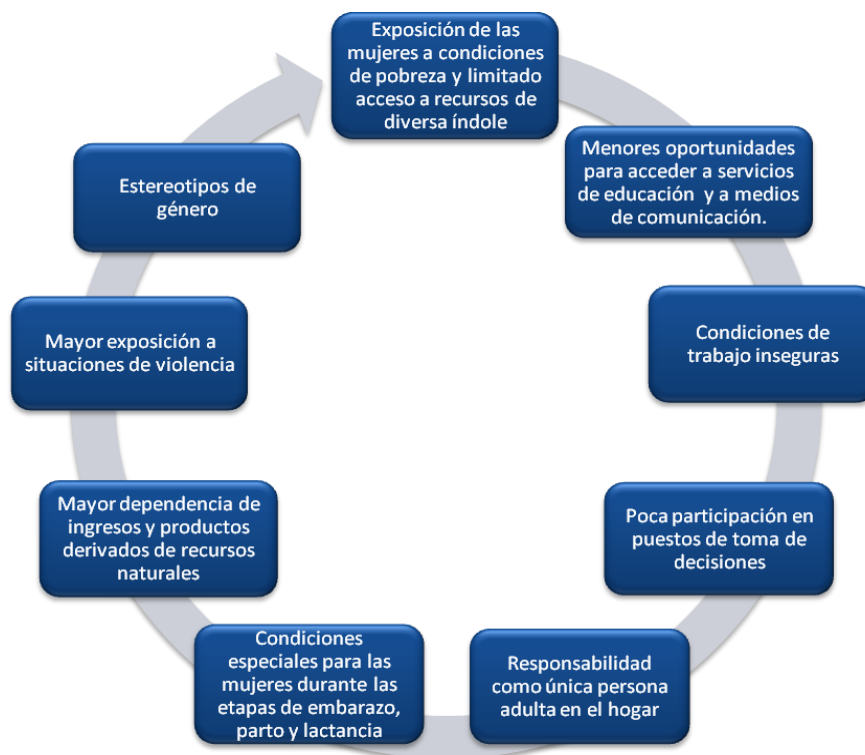 Exposición de las
mujeres a condiciones
de pobreza y limitado
acceso a recursos de
diversa índole
Menores oportunidades
para acceder a servicios
de educación y a medios
de comunicación.
Condiciones de
trabajo inseguras
Poca participación en
puestos de toma de
decisiones
Responsabilidad
como única persona
adulta en el hogar
Condiciones
especiales para las
mujeres durante las
etapas de embarazo,
parto y lactancia
Mayor dependencia de
ingresos y productos
derivados de recursos
naturales
Mayor exposición a
situaciones de violencia
Estereotipos de
género